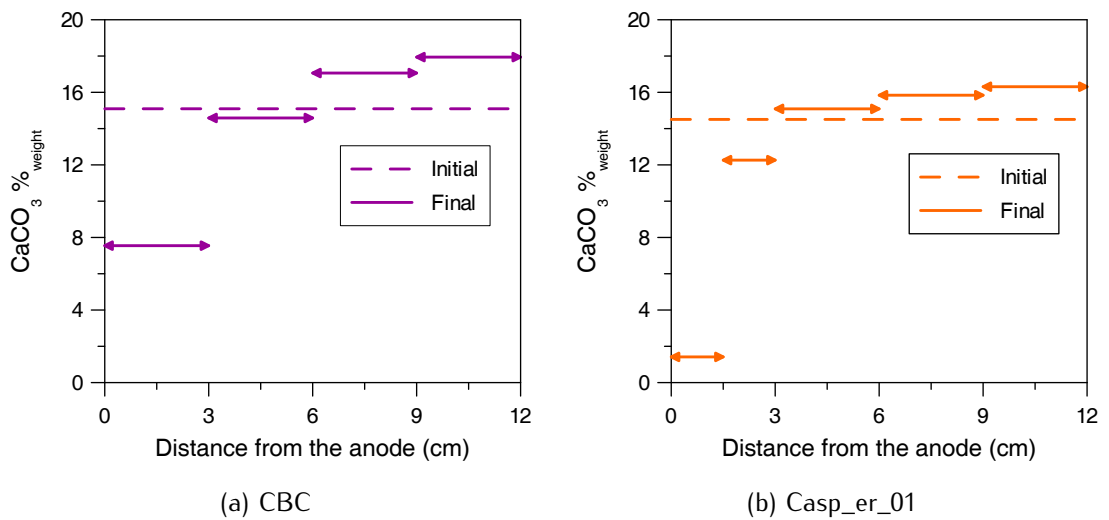 20
16
12
8
4
0
CaCO3 %weight
Initial
Final
0 3 6 9 12
Distance from the anode (cm)
(a) CBC
20
16
12
8
4
0
CaCO3 %weight
Initial
Final
0 3 6 9 12
Distance from the anode (cm)
(b) Casp_er_01